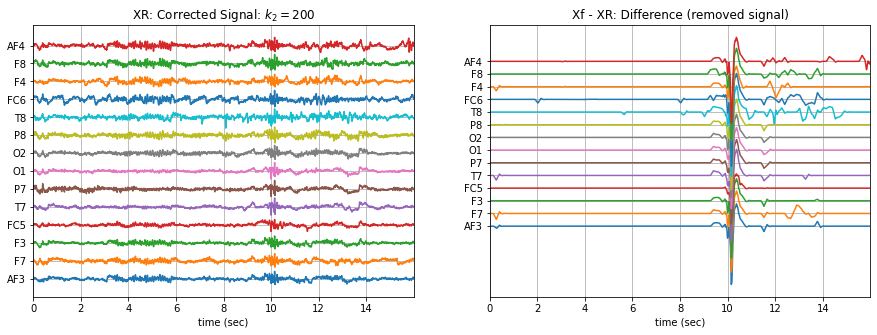 XR: Corrected Signal: k₂ = 200
AF4
F8
F4
FC6
T8
P8
O2
O1
P7
T7
FC5
F3
F7
AF3
0 2 4 6 8 10 12 14
time (sec)
Xf - XR: Difference (removed signal)
AF4
F8
F4
FC6
T8
P8
O2
O1
P7
T7
FC5
F3
F7
AF3
0 2 4 6 8 10 12 14
time (sec)